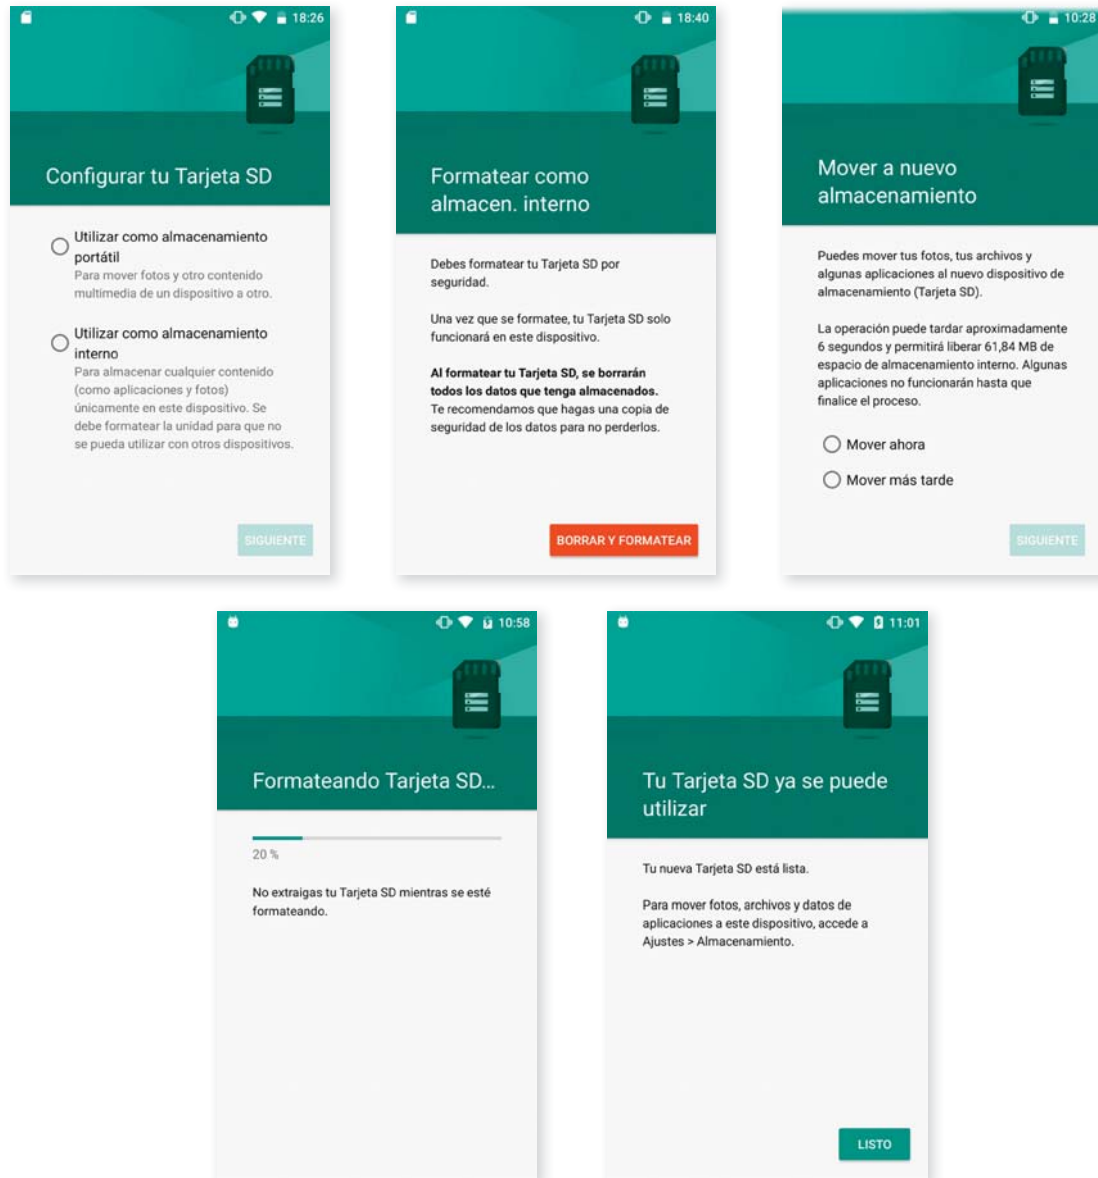 18:26
Configurar tu Tarjeta SD
Utilizar como almacenamiento
portátil
Para mover fotos y otro contenido
multimedia de un dispositivo a otro.
Utilizar como almacenamiento
interno
Para almacenar cualquier contenido
(como aplicaciones y fotos)
únicamente en este dispositivo. Se
debe formatear la unidad para que no
se pueda utilizar con otros dispositivos.
SIGUIENTE
18:40
Formatear como
almacen. interno
Debes formatear tu Tarjeta SD por
seguridad.
Una vez que se formatee, tu Tarjeta SD solo
funcionará en este dispositivo.
Al formatear tu Tarjeta SD, se borrarán
todos los datos que tenga almacenados.
Te recomendamos que hagas una copia de
seguridad de los datos para no perderlos.
BORRAR Y FORMATEAR
10:28
Mover a nuevo
almacenamiento
Puedes mover tus fotos, tus archivos y
algunas aplicaciones al nuevo dispositivo de
almacenamiento (Tarjeta SD).
La operación puede tardar aproximadamente
6 segundos y permitirá liberar 61,84 MB de
espacio de almacenamiento interno. Algunas
aplicaciones no funcionarán hasta que
finalice el proceso.
Mover ahora
Mover más tarde
SIGUIENTE
10:58
Formateando Tarjeta SD...
20 %
No extraigas tu Tarjeta SD mientras se esté
formateando.
11:01
Tu Tarjeta SD ya se puede
utilizar
Tu nueva Tarjeta SD está lista.
Para mover fotos, archivos y datos de
aplicaciones a este dispositivo, accede a
Ajustes > Almacenamiento.
LISTO